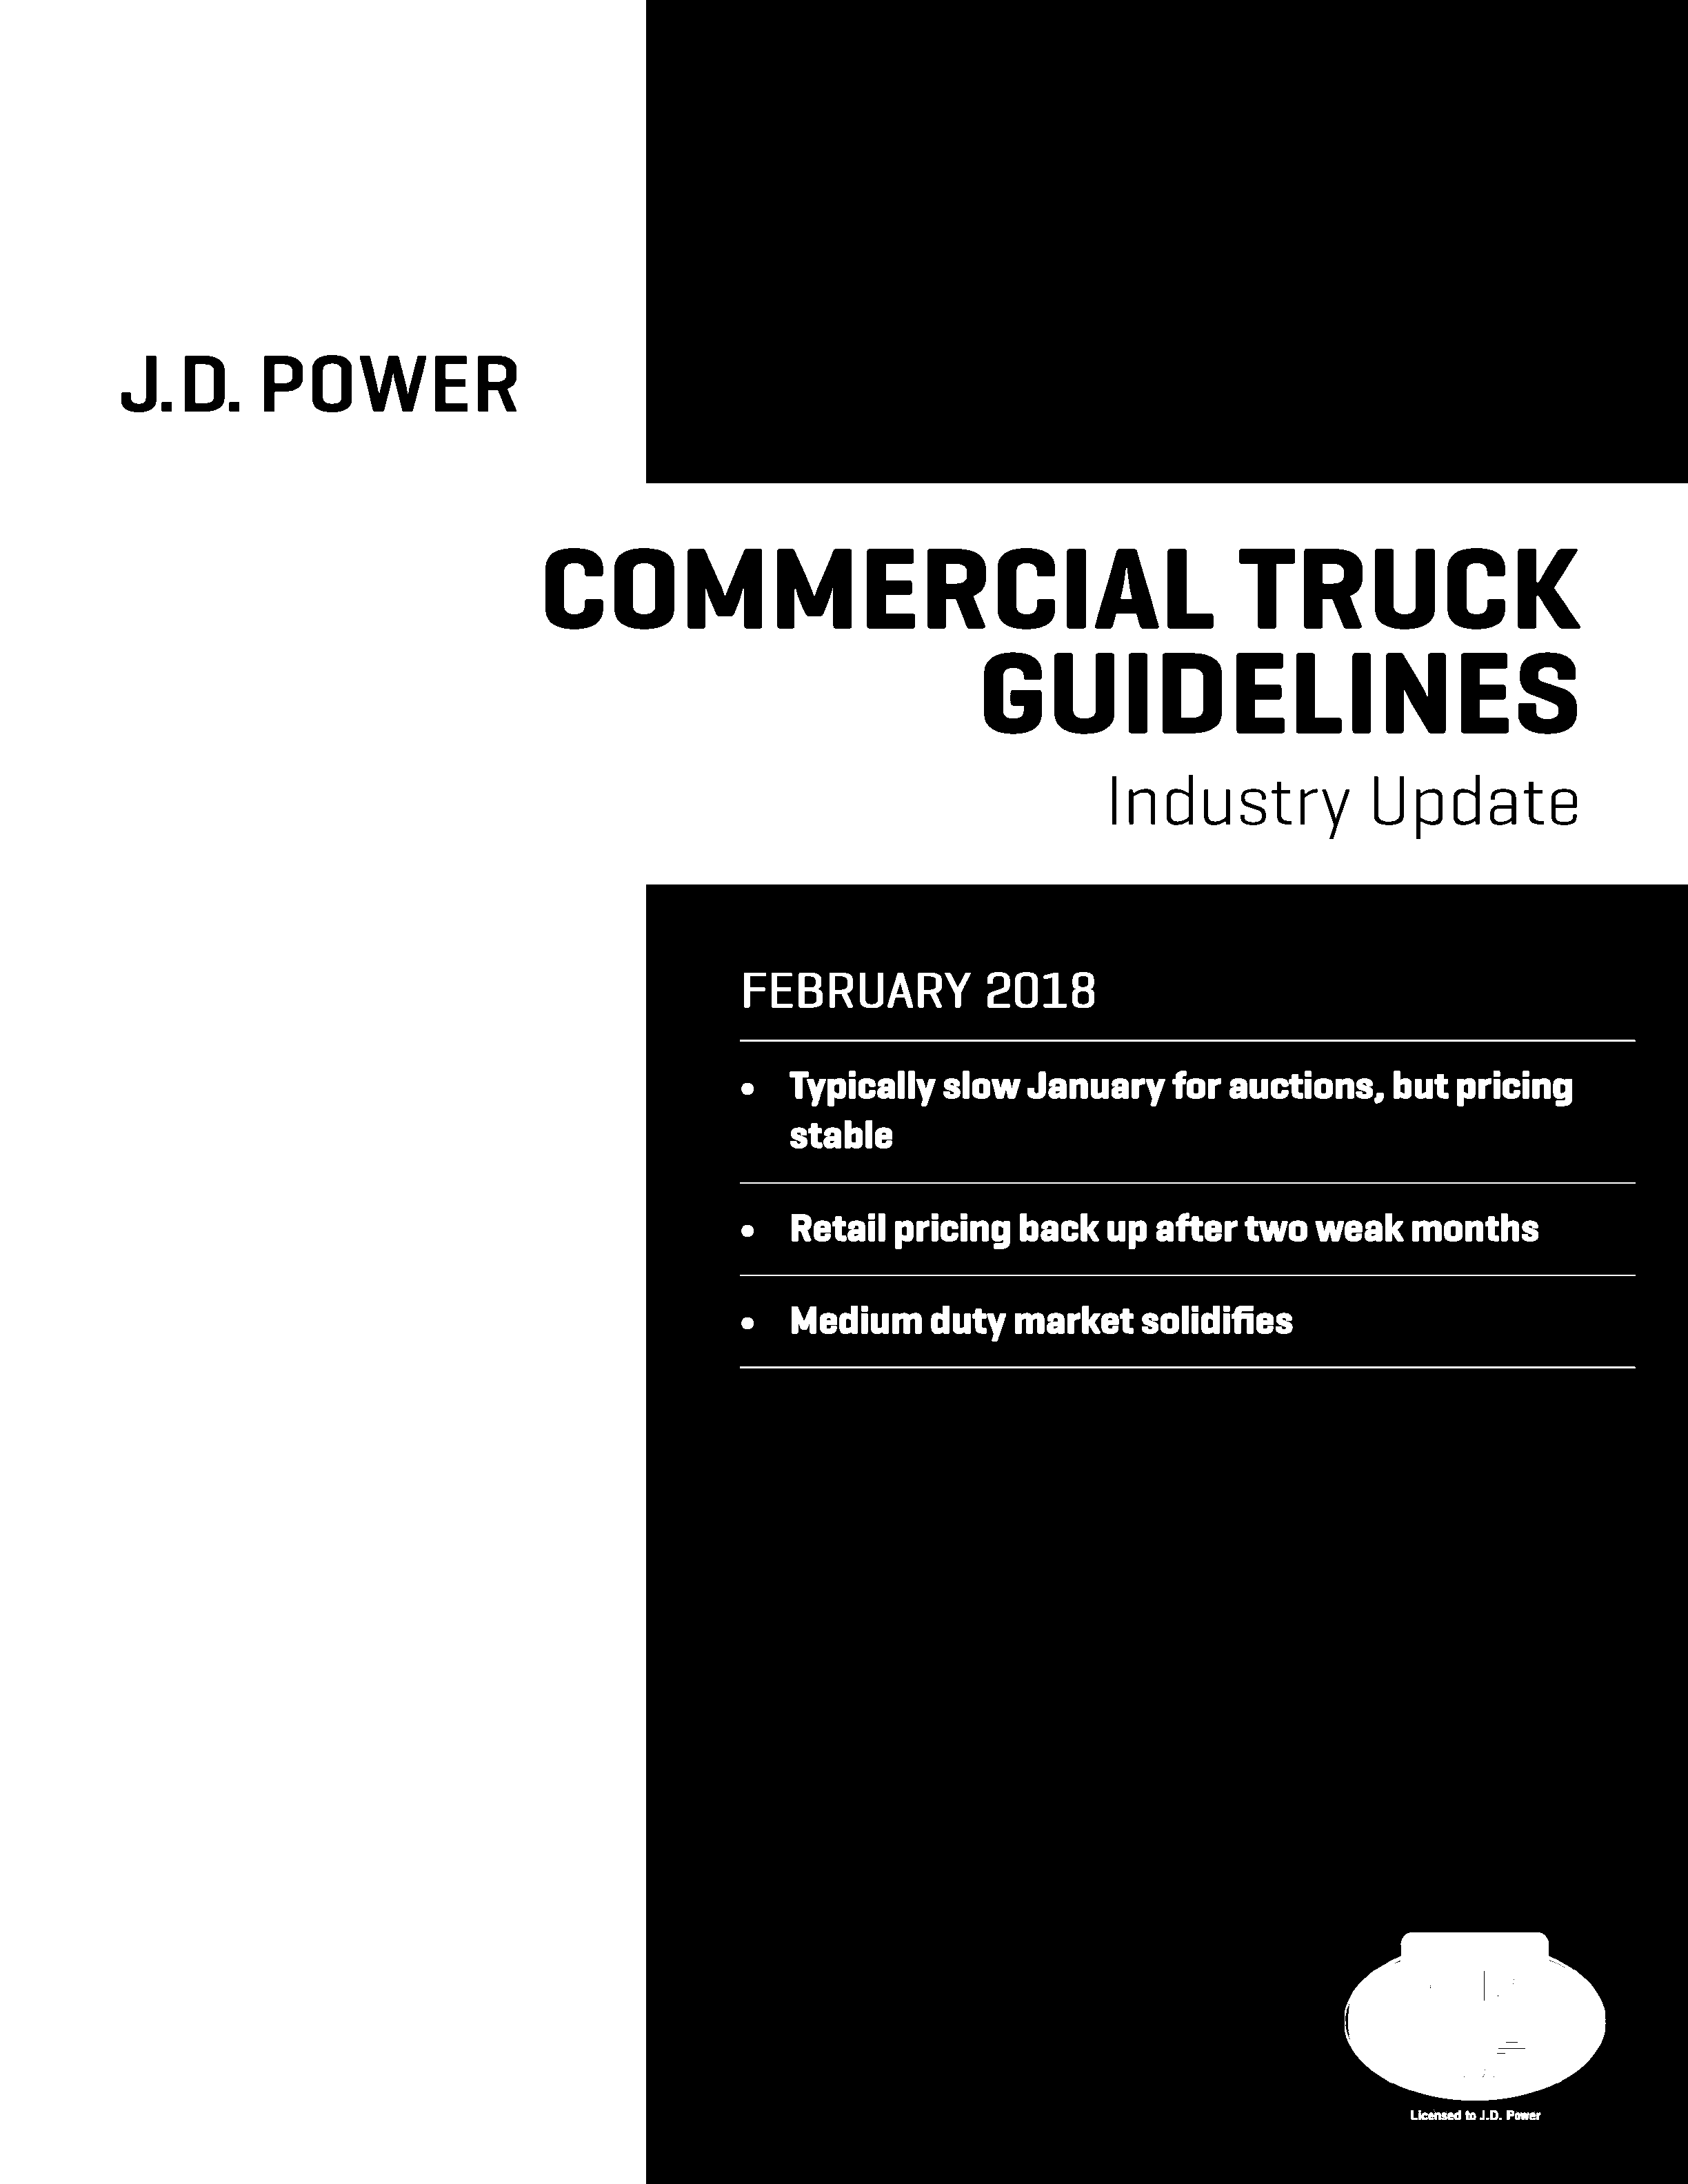 J.D. POWER
COMMERCIAL TRUCK
GUIDELINES
Industry Update
FEBRUARY 2018
• Typically slow January for auctions, but pricing
stable
• Retail pricing back up after two weak months
• Medium duty market solidifies
Licensed to J.D. Power